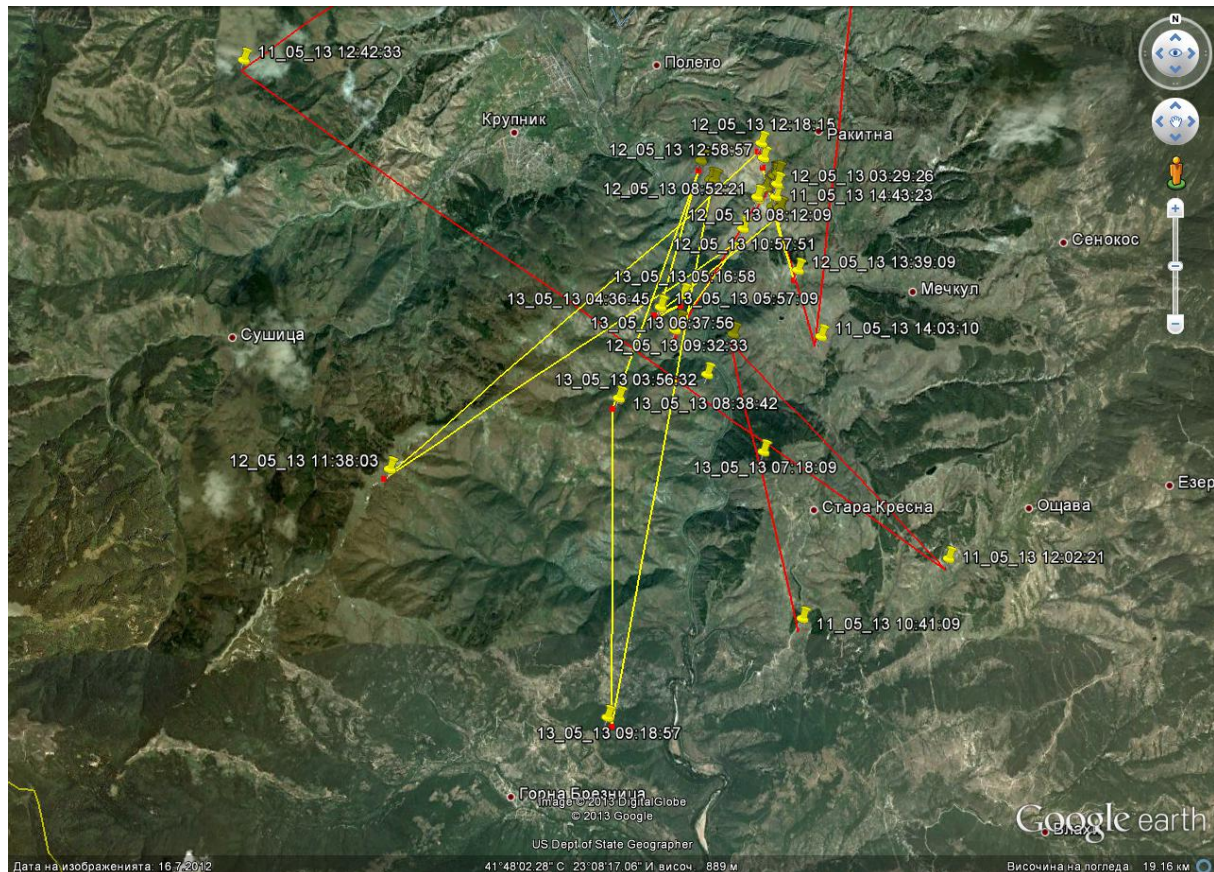 N
11_05_13 12:42:33
Полето
Крупник
12_05_13 12:18:15
Ракитна
12_05_13 12:58:57
12_05_13 03:29:26
12_05_13 08:52:21
11_05_13 14:43:23
12_05_13 08:12:09
Сенокос
12_05_13 10:57:51
12_05_13 13:39:09
13_05_13 05:16:58
Мечкул
13_05_13 04:36:45
13_05_13 05:57:09
13_05_13 06:37:56
11_05_13 14:03:10
Сушица
12_05_13 09:32:33
13_05_13 03:56:32
13_05_13 08:38:42
12_05_13 11:38:03
13_05_13 07:18:09
Езер
Стара Кресна
Ощава
11_05_13 12:02:21
11_05_13 10:41:09
13_05_13 09:18:57
Горна Брезница
Image © 2013 DigitalGlobe
© 2013 Google
Google earth
Влахи
US Dept of State Geographer
Дата на изображенията: 16.7.2012
41°48'02.28" С 23°08'17.06" И височ 889 м
Височина на погледа 19.16 км